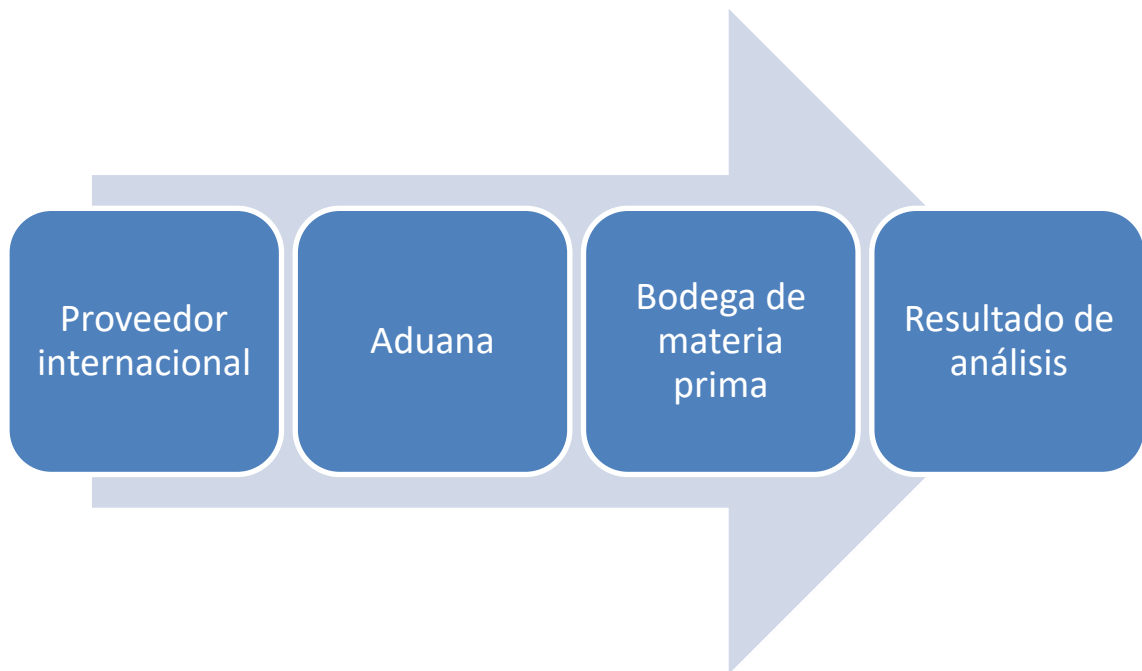 Proveedor
internacional
Aduana
Bodega de
materia
prima
Resultado de
análisis